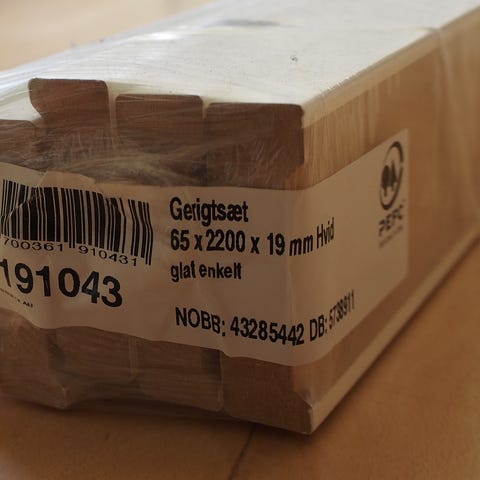 Gerigtsæt
65 x 2200 x 19 mm Hvid
glat enkelt
700361 910431
191043
NOBB: 43285442 DB: 5738911
PEFC